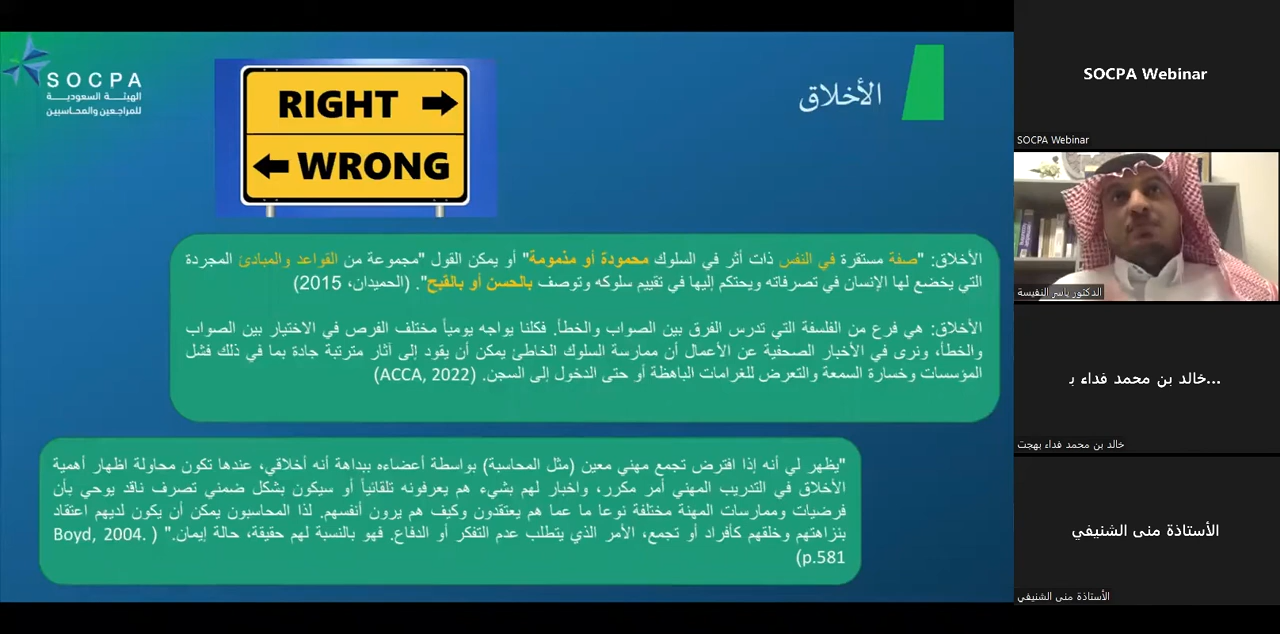 SOCPA
الهيئة السعودية
للمراجعين والمحاسبين
RIGHT
WRONG
الأخلاق
الأخلاق: "صفة مستقرة في النفس ذات أثر في السلوك محمودة أو مذمومة" أو يمكن القول "مجموعة من القواعد والمبادئ المجردة
التي يخضع لها الإنسان في تصرفاته ويحتكم إليها في تقييم سلوكه وتوصف بالحسن أو بالقبح". (الحميدان، 2015)
الأخلاق: هي فرع من الفلسفة التي تدرس الفرق بين الصواب والخطأ. فكلنا يواجه يومياً مختلف الفرص في الاختيار بين الصواب
والخطأ، ونرى في الأخبار الصحفية عن الأعمال أن ممارسة السلوك الخاطئ يمكن أن يقود إلى آثار مترتبة جادة بما في ذلك فشل
المؤسسات وخسارة السمعة والتعرض للغرامات الباهظة أو حتى الدخول إلى السجن. (ACCA, 2022)
"يظهر لي أنه إذا افترض تجمع مهني معين (مثل المحاسبة) بواسطة أعضاءه ببداهة أنه أخلاقي، عندها تكون محاولة اظهار أهمية
الأخلاق في التدريب المهني أمر مكرر، واخبار لهم بشيء هم يعرفونه تلقائياً أو سيكون بشكل ضمني تصرف ناقد يوحي بأن
فرضيات وممارسات المهنة مختلفة نوعا ما عما هم يعتقدون وكيف هم يرون أنفسهم. لذا المحاسبون يمكن أن يكون لديهم اعتقاد
بنزاهتهم وخلقهم كأفراد أو تجمع، الأمر الذي يتطلب عدم التفكر أو الدفاع. فهو بالنسبة لهم حقيقة، حالة إيمان." (Boyd, 2004.
p.581)
SOCPA Webinar
SOCPA Webinar
الدكتور ياسر النفيسة
خالد بن محمد فداء ب...
خالد بن محمد فداء بهجت
الأستاذة منى الشنيفي
الأستاذة منى الشنيفي